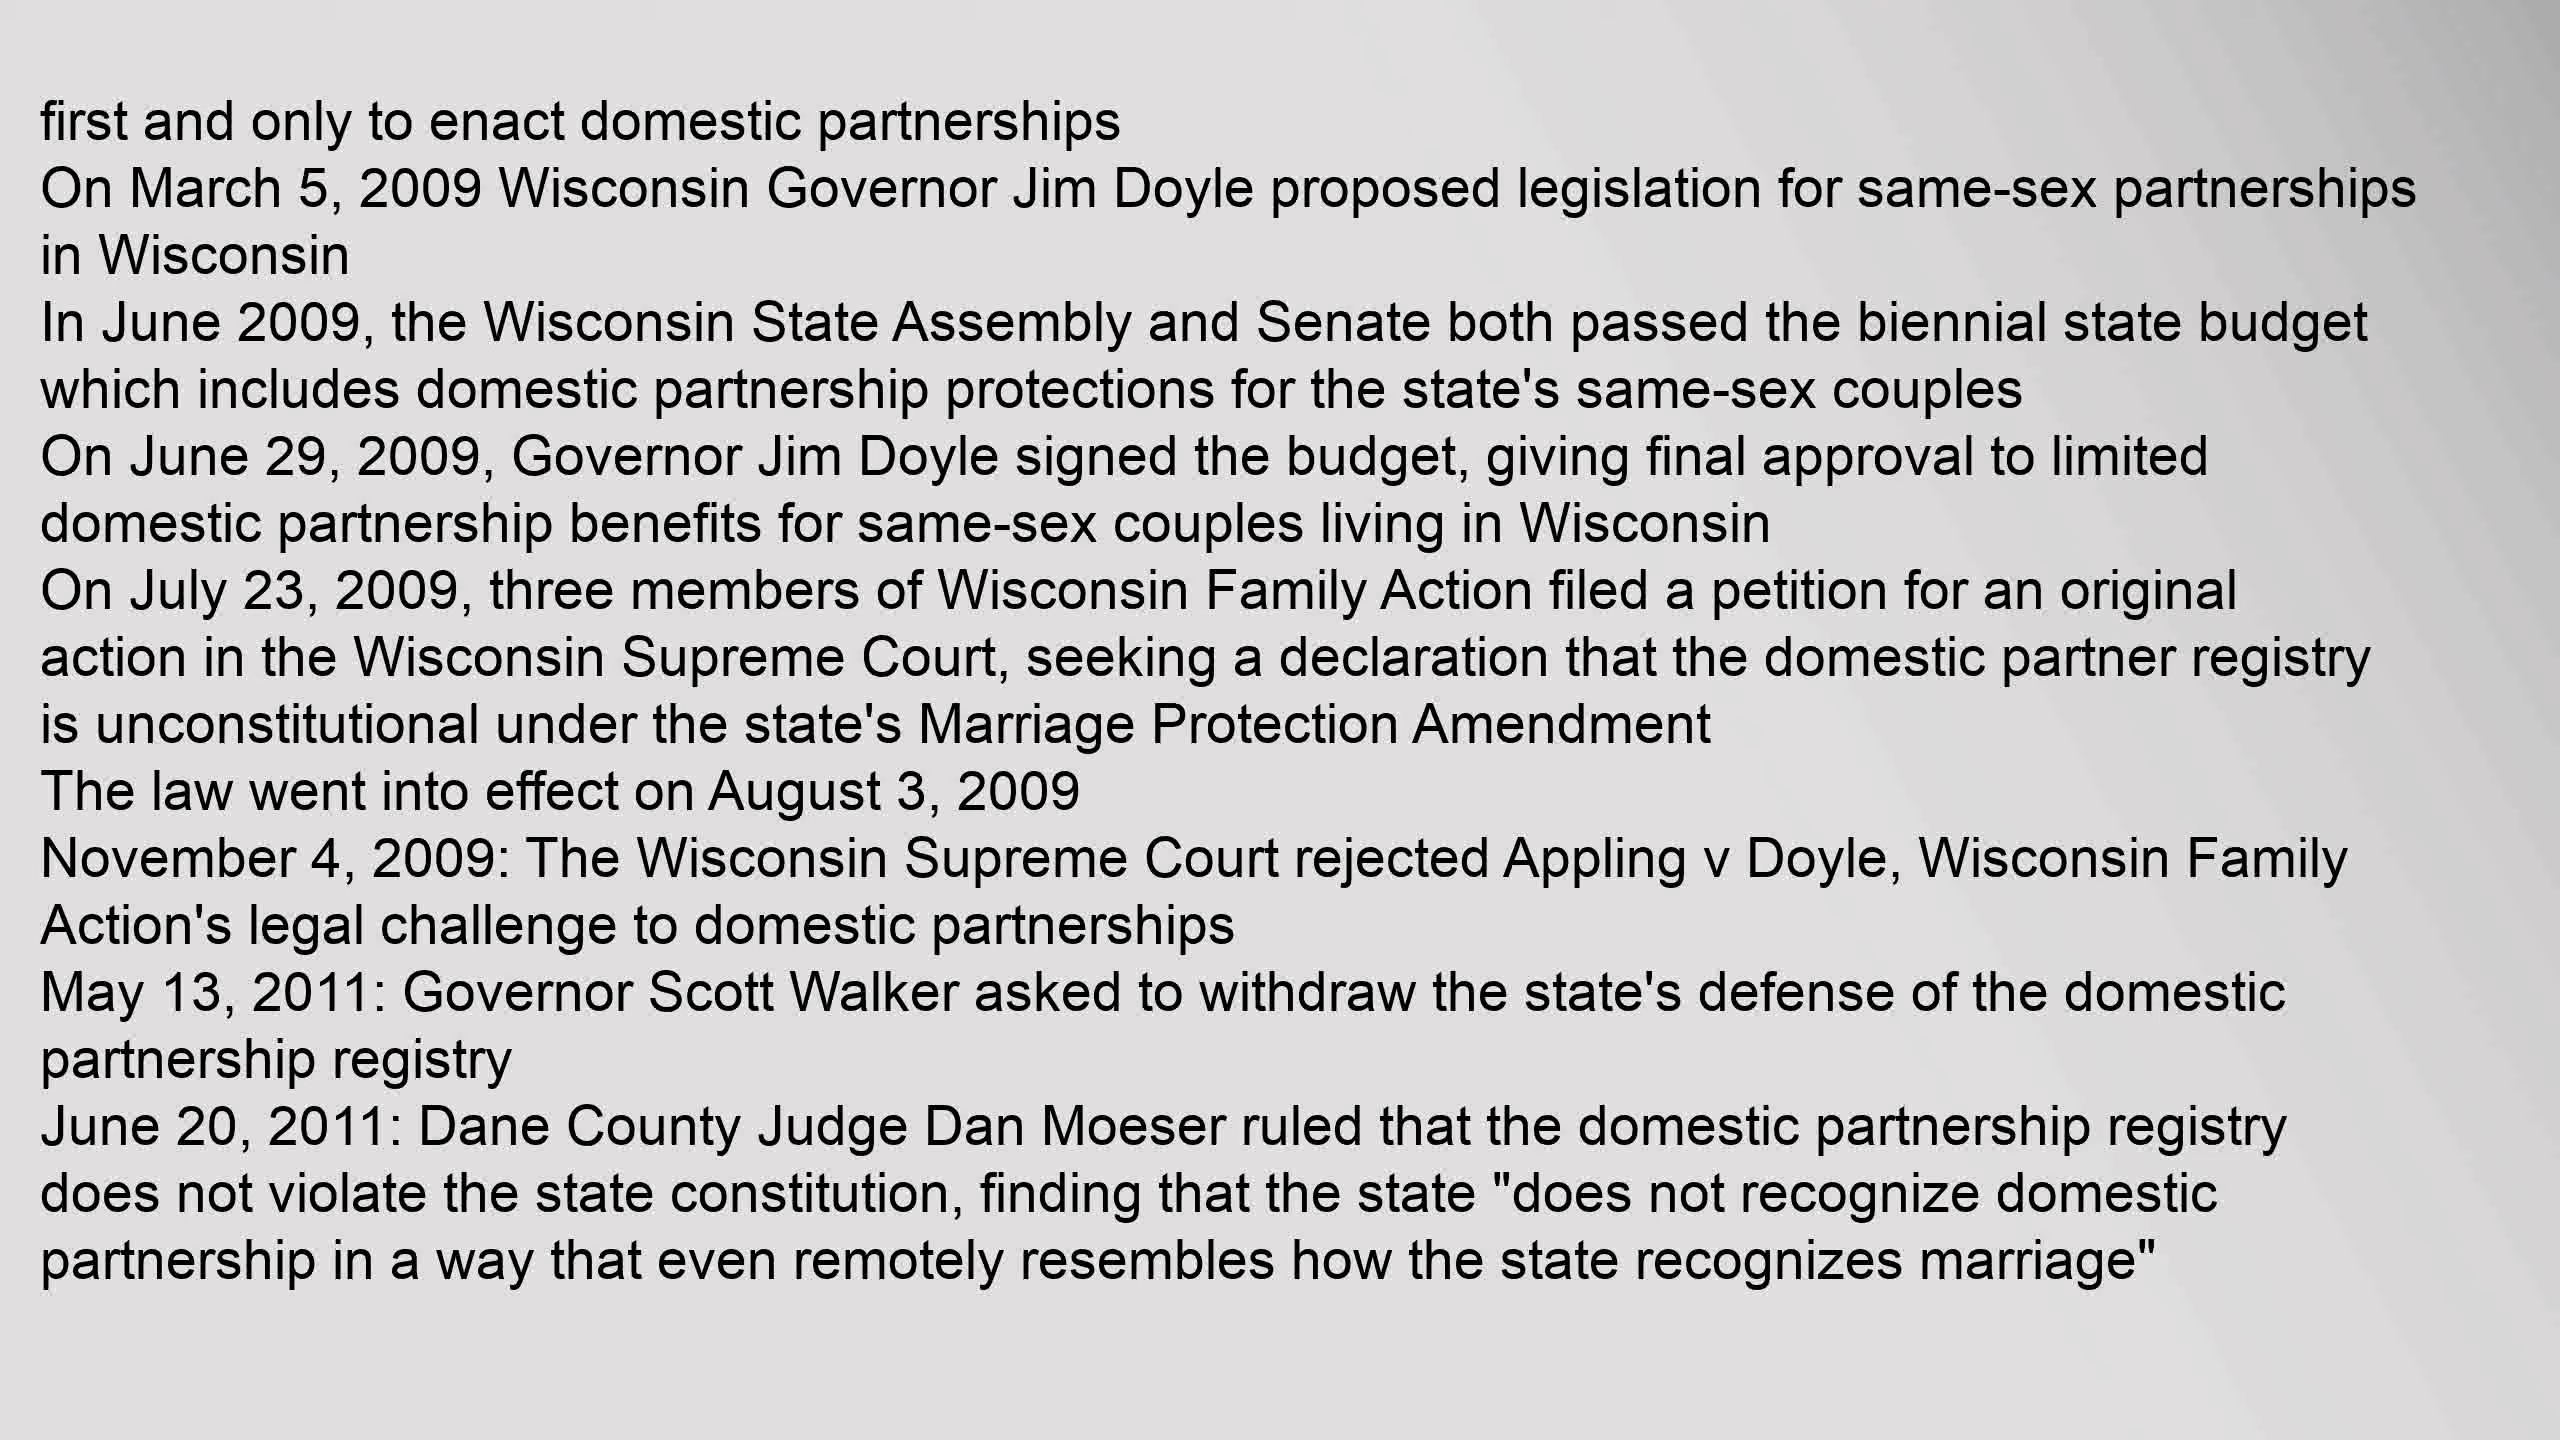 first and only to enact domestic partnerships
On March 5, 2009 Wisconsin Governor Jim Doyle proposed legislation for same-sex partnerships
in Wisconsin
In June 2009, the Wisconsin State Assembly and Senate both passed the biennial state budget
which includes domestic partnership protections for the state's same-sex couples
On June 29, 2009, Governor Jim Doyle signed the budget, giving final approval to limited
domestic partnership benefits for same-sex couples living in Wisconsin
On July 23, 2009, three members of Wisconsin Family Action filed a petition for an original
action in the Wisconsin Supreme Court, seeking a declaration that the domestic partner registry
is unconstitutional under the state's Marriage Protection Amendment
The law went into effect on August 3, 2009
November 4, 2009: The Wisconsin Supreme Court rejected Appling v Doyle, Wisconsin Family
Action's legal challenge to domestic partnerships
May 13, 2011: Governor Scott Walker asked to withdraw the state's defense of the domestic
partnership registry
June 20, 2011: Dane County Judge Dan Moeser ruled that the domestic partnership registry
does not violate the state constitution, finding that the state "does not recognize domestic
partnership in a way that even remotely resembles how the state recognizes marriage"